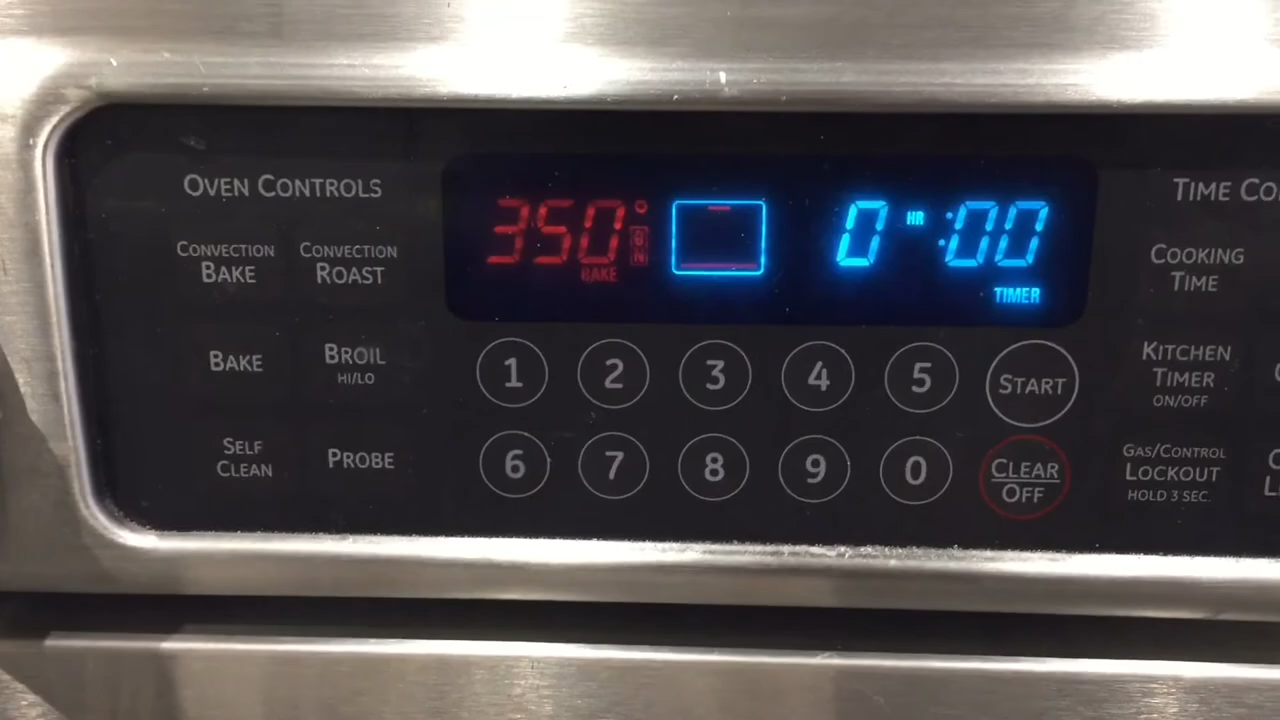 OVEN CONTROLS
CONVECTION
BAKE
CONVECTION
ROAST
BAKE
BROIL
HI/LO
SELF
CLEAN
PROBE
350°
ON
BAKE
0 HR :00
TIMER
1 2 3 4 5
START
6 7 8 9 0
CLEAR
OFF
TIME CO
COOKING
TIME
KITCHEN
TIMER
ON/OFF
GAS/CONTROL
LOCKOUT
HOLD 3 SEC.